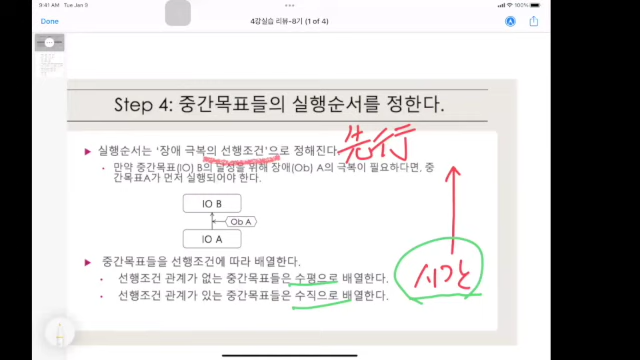 9:41 AM Tue Jan 3
100%
Done
4강실습 리뷰-8기 (1 of 4)
Step 4: 중간목표들의 실행순서를 정한다.
실행순서는 '장애 극복의 선행조건'으로 정해진다.
先行
만약 중간목표(IO) B의 달성을 위해 장애(Ob) A의 극복이 필요하다면, 중
간목표A가 먼저 실행되어야 한다.
IO B
Ob A
IO A
중간목표들을 선행조건에 따라 배열한다.
선행조건 관계가 없는 중간목표들은 수평으로 배열한다.
선행조건 관계가 있는 중간목표들은 수직으로 배열한다.
시간